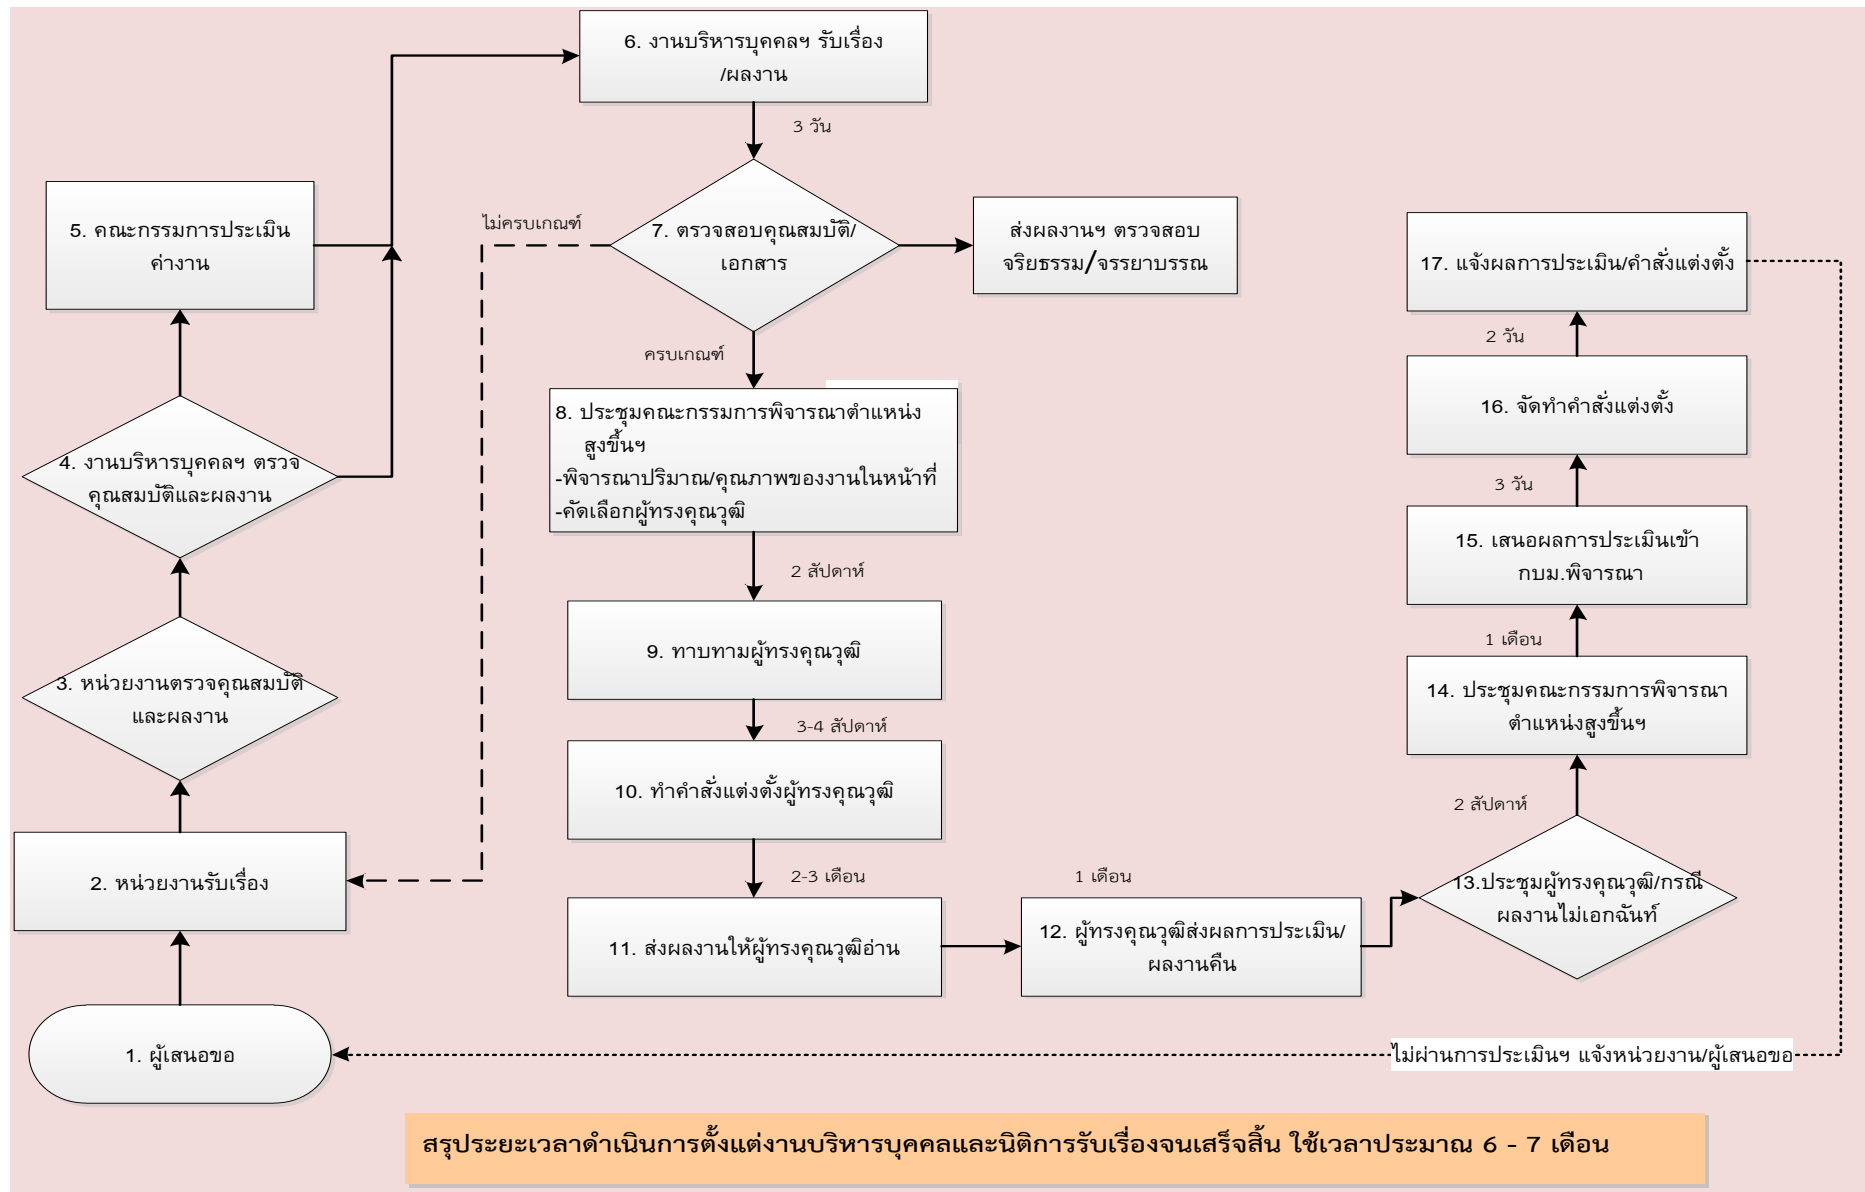 6. งานบริหารบุคคลฯ รับเรื่อง
/ผลงาน
3 วัน
5. คณะกรรมการประเมิน
ค่างาน
ไม่ครบเกณฑ์
7. ตรวจสอบคุณสมบัติ/
เอกสาร
ส่งผลงานฯ ตรวจสอบ
จริยธรรม/จรรยาบรรณ
ครบเกณฑ์
4. งานบริหารบุคคลฯ ตรวจ
คุณสมบัติและผลงาน
8. ประชุมคณะกรรมการพิจารณาตำแหน่ง
สูงขึ้นฯ
-พิจารณาปริมาณ/คุณภาพของงานในหน้าที่
-คัดเลือกผู้ทรงคุณวุฒิ
2 สัปดาห์
3. หน่วยงานตรวจคุณสมบัติ
และผลงาน
9. ทาบทามผู้ทรงคุณวุฒิ
3-4 สัปดาห์
10. ทำคำสั่งแต่งตั้งผู้ทรงคุณวุฒิ
2. หน่วยงานรับเรื่อง
2-3 เดือน
11. ส่งผลงานให้ผู้ทรงคุณวุฒิอ่าน
1 เดือน
12. ผู้ทรงคุณวุฒิส่งผลการประเมิน/
ผลงานคืน
17. แจ้งผลการประเมิน/คำสั่งแต่งตั้ง
2 วัน
16. จัดทำคำสั่งแต่งตั้ง
3 วัน
15. เสนอผลการประเมินเข้า
กบม.พิจารณา
1 เดือน
14. ประชุมคณะกรรมการพิจารณา
ตำแหน่งสูงขึ้นฯ
2 สัปดาห์
13.ประชุมผู้ทรงคุณวุฒิ/กรณี
ผลงานไม่เอกฉันท์
1. ผู้เสนอขอ
ไม่ผ่านการประเมินฯ แจ้งหน่วยงาน/ผู้เสนอขอ
สรุประยะเวลาดำเนินการตั้งแต่งานบริหารบุคคลและนิติการรับเรื่องจนเสร็จสิ้น ใช้เวลาประมาณ 6 - 7 เดือน